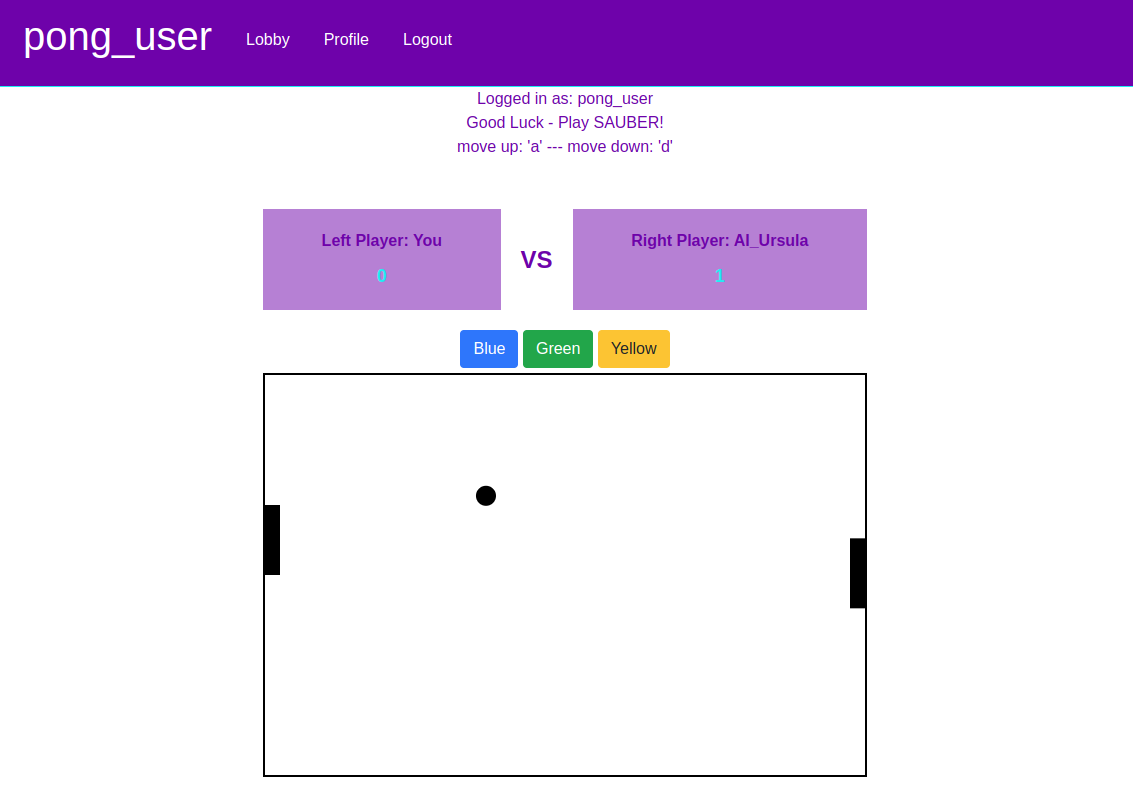 pong_user Lobby Profile Logout
Logged in as: pong_user
Good Luck - Play SAUBER!
move up: 'a' --- move down: 'd'
Left Player: You
0
VS
Right Player: AI_Ursula
1
Blue Green Yellow